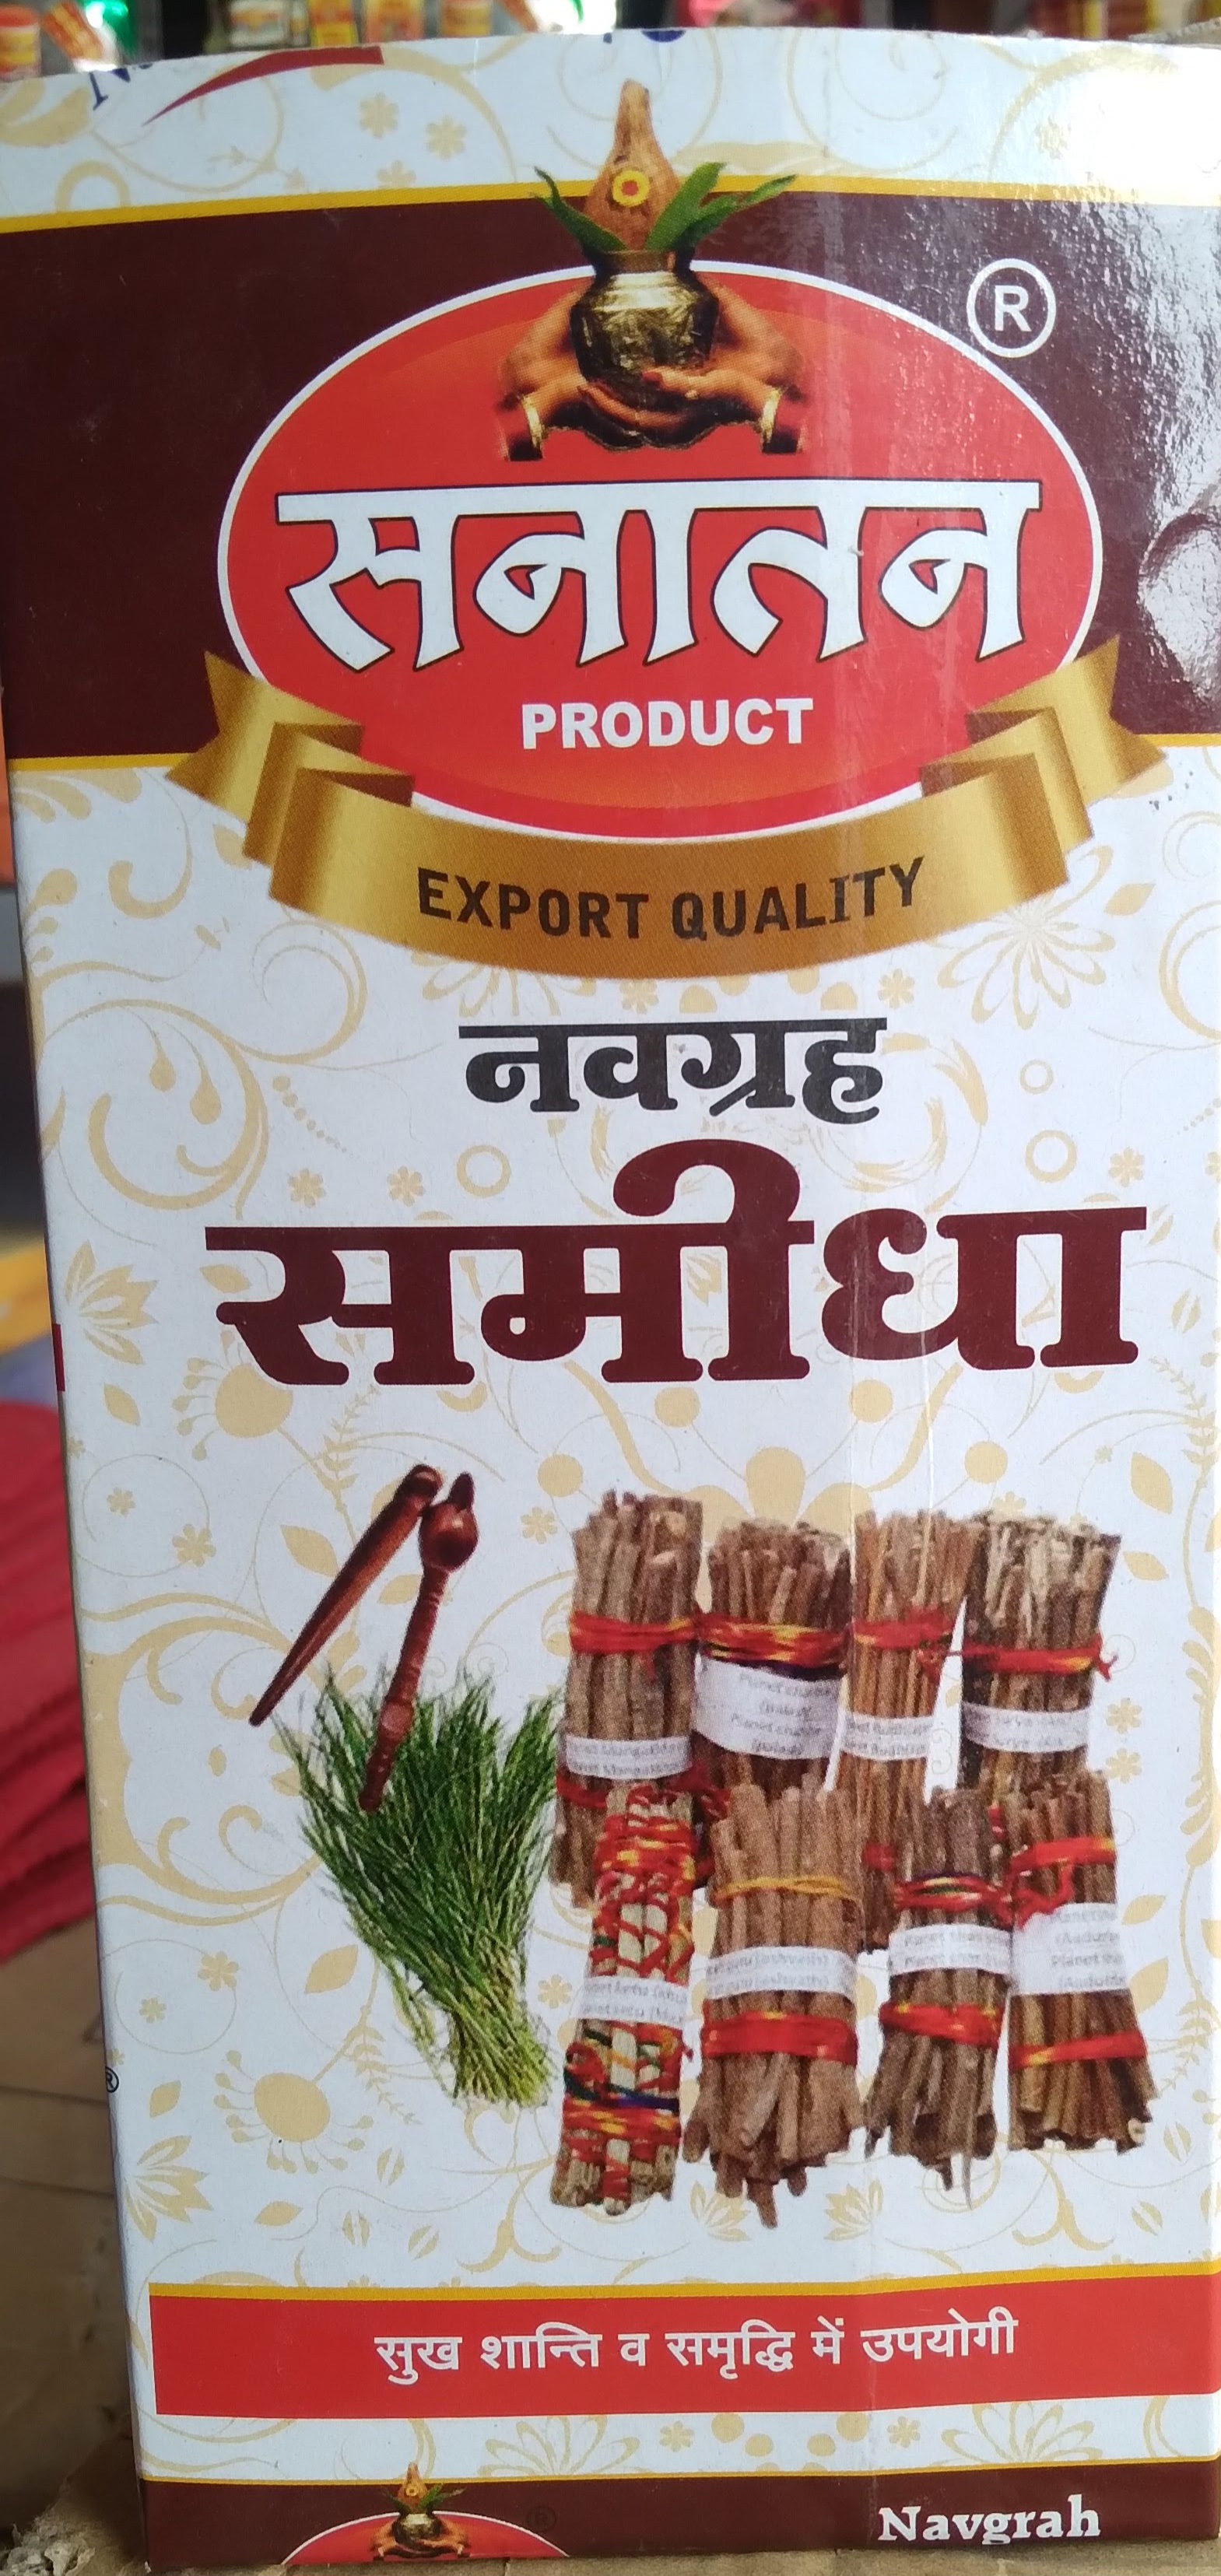 ®
सनातन
PRODUCT
EXPORT QUALITY
नवग्रह
समीधा
सुख शान्ति व समृद्धि में उपयोगी
Navgrah